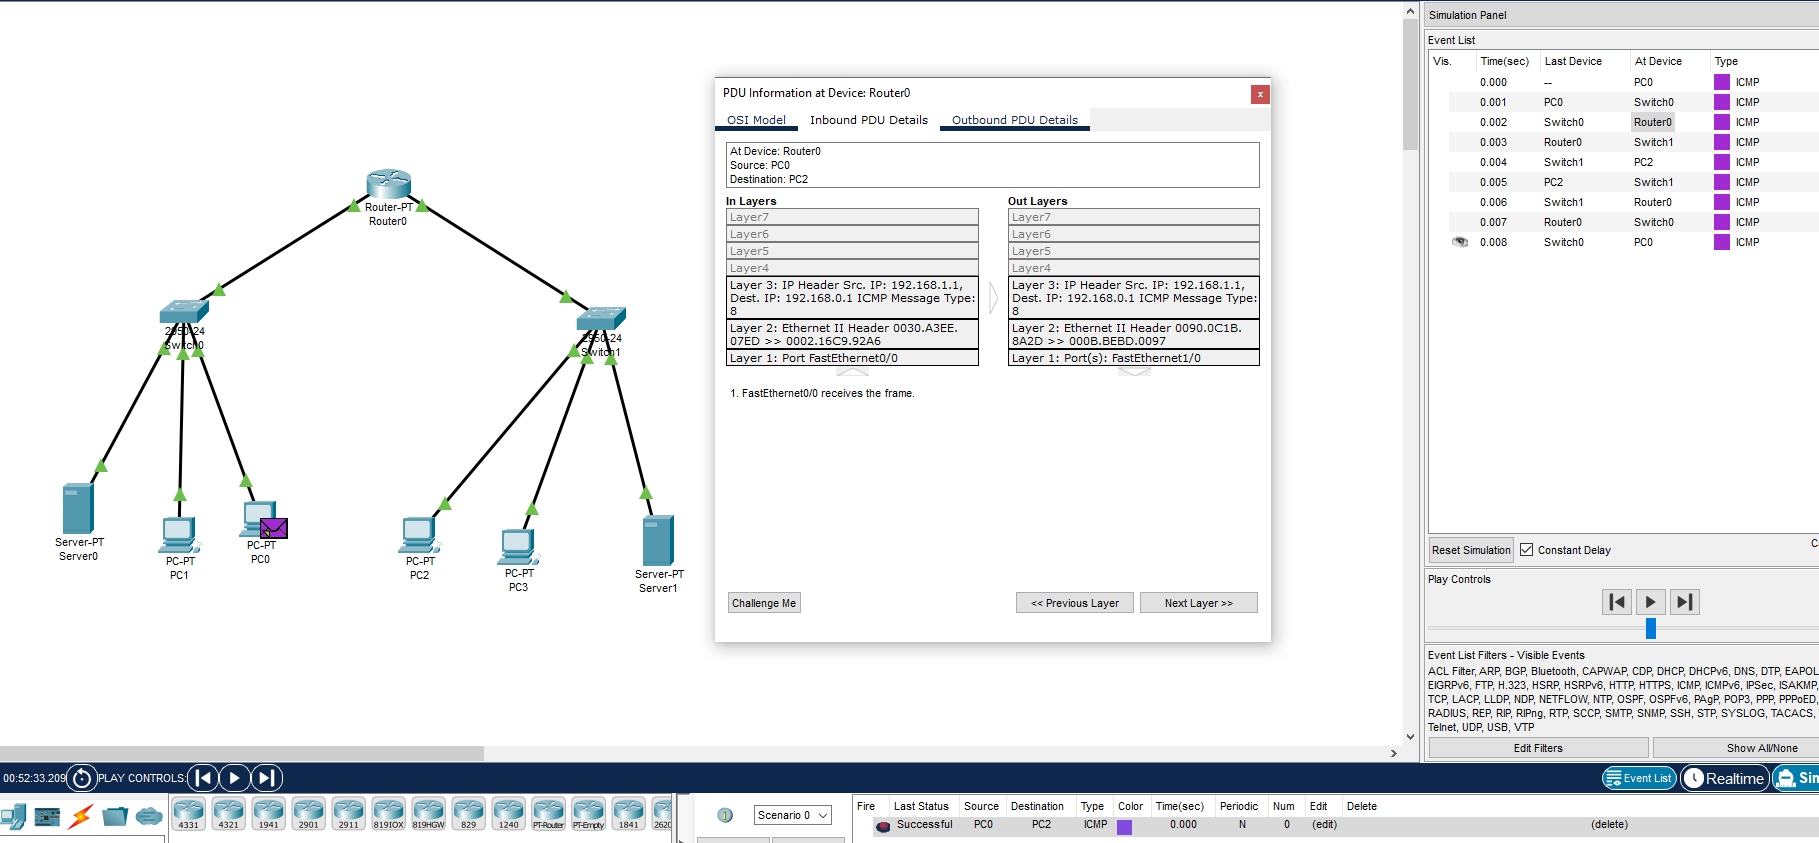 Simulation Panel
Event List
Vis. Time(sec) Last Device At Device Type
0.000 -- PC0 ICMP
0.001 PC0 Switch0 ICMP
0.002 Switch0 Router0 ICMP
0.003 Router0 Switch1 ICMP
0.004 Switch1 PC2 ICMP
0.005 PC2 Switch1 ICMP
0.006 Switch1 Router0 ICMP
0.007 Router0 Switch0 ICMP
0.008 Switch0 PC0 ICMP
Reset Simulation Constant Delay
Play Controls
Event List Filters - Visible Events
ACL Filter, ARP, BGP, Bluetooth, CAPWAP, CDP, DHCP, DHCPv6, DNS, DTP, EAPOL
EIGRPv6, FTP, H.323, HSRP, HSRPv6, HTTP, HTTPS, ICMP, ICMPv6, IPSec, ISAKMP,
TCP, LACP, LLDP, NDP, NETFLOW, NTP, OSPF, OSPFv6, PAgP, POP3, PPP, PPPoED,
RADIUS, REP, RIP, RIPng, RTP, SCCP, SMTP, SNMP, SSH, STP, SYSLOG, TACACS,
Telnet, UDP, USB, VTP
Edit Filters Show All/None
PDU Information at Device: Router0
x
OSI Model Inbound PDU Details Outbound PDU Details
At Device: Router0
Source: PC0
Destination: PC2
In Layers
Layer7
Layer6
Layer5
Layer4
Layer 3: IP Header Src. IP: 192.168.1.1,
Dest. IP: 192.168.0.1 ICMP Message Type:
8
Layer 2: Ethernet II Header 0030.A3EE.
07ED >> 0002.16C9.92A6
Layer 1: Port FastEthernet0/0
Out Layers
Layer7
Layer6
Layer5
Layer4
Layer 3: IP Header Src. IP: 192.168.1.1,
Dest. IP: 192.168.0.1 ICMP Message Type:
8
Layer 2: Ethernet II Header 0090.0C1B.
8A2D >> 000B.BEBD.0097
Layer 1: Port(s): FastEthernet1/0
1. FastEthernet0/0 receives the frame.
Challenge Me << Previous Layer Next Layer >>
Router-PT
Router0
2950-24
Switch0
2950-24
Switch1
Server-PT
Server0
PC-PT
PC1
PC-PT
PC0
PC-PT
PC2
PC-PT
PC3
Server-PT
Server1
00:52:33.209 PLAY CONTROLS:
Event List Realtime Sim
4331 4321 1941 2901 2911 819IOX 819HGW 829 1240 PT-Router PT-Empty 1841 2620
Scenario 0
Fire Last Status Source Destination Type Color Time(sec) Periodic Num Edit Delete
Successful PC0 PC2 ICMP 0.000 N 0 (edit) (delete)